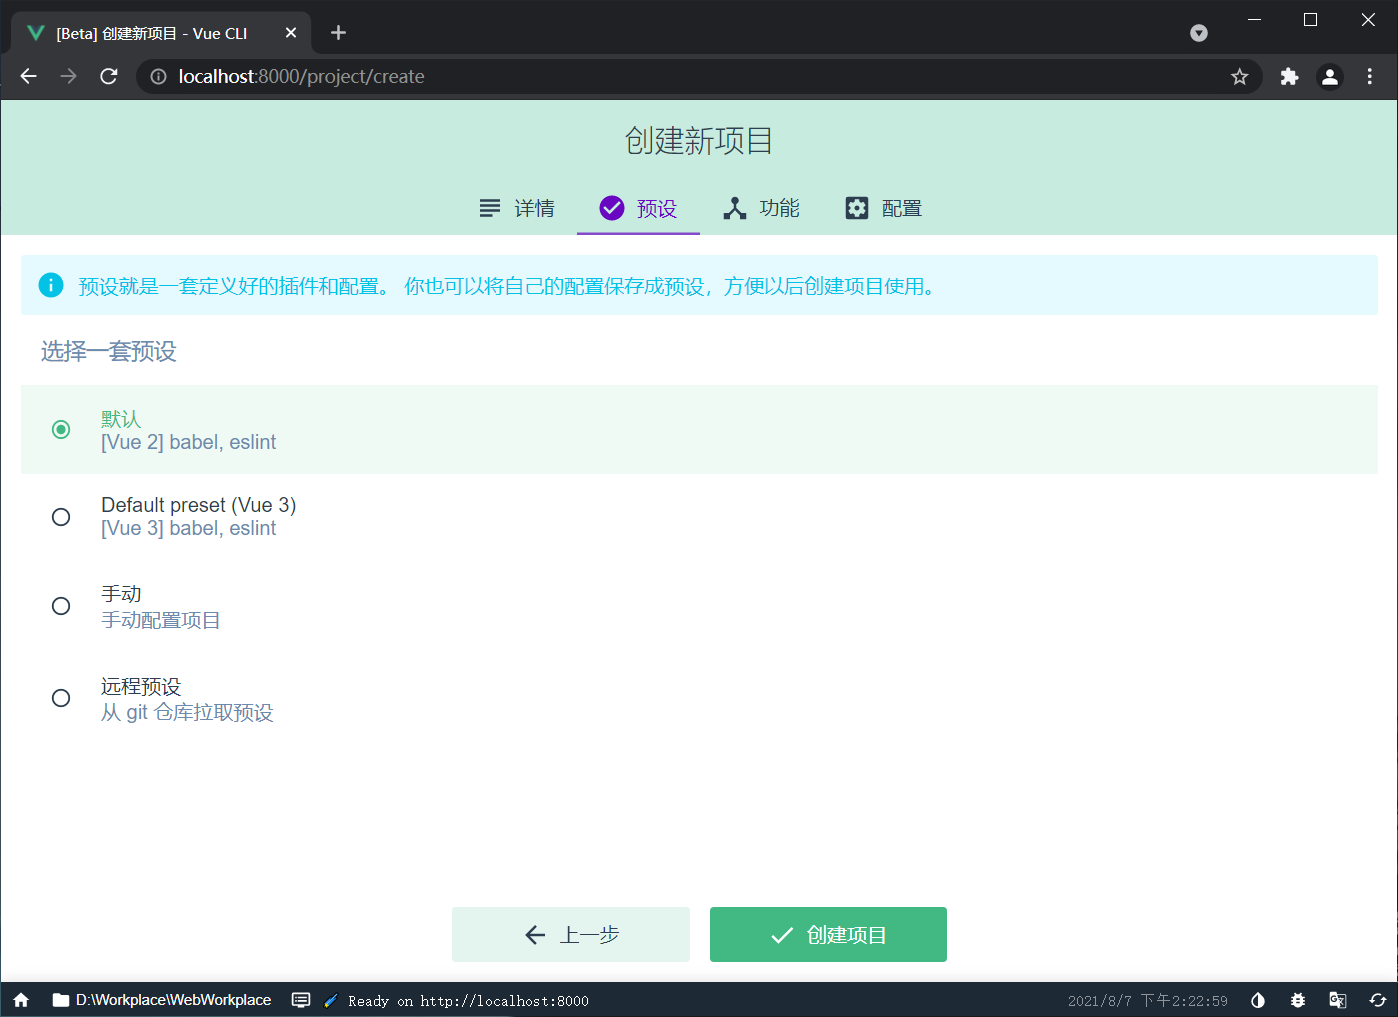 [Beta] 创建新项目 - Vue CLI
localhost:8000/project/create
创建新项目
详情 预设 功能 配置
预设就是一套定义好的插件和配置。 你也可以将自己的配置保存成预设，方便以后创建项目使用。
选择一套预设
默认
[Vue 2] babel, eslint
Default preset (Vue 3)
[Vue 3] babel, eslint
手动
手动配置项目
远程预设
从 git 仓库拉取预设
上一步 创建项目
D:\Workplace\WebWorkplace Ready on http://localhost:8000 2021/8/7 下午2:22:59